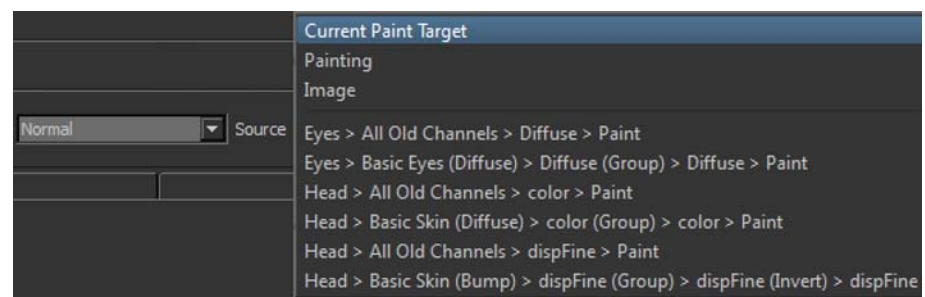 Current Paint Target
Painting
Image
Normal
Source
Eyes > All Old Channels > Diffuse > Paint
Eyes > Basic Eyes (Diffuse) > Diffuse (Group) > Diffuse > Paint
Head > All Old Channels > color > Paint
Head > Basic Skin (Diffuse) > color (Group) > color > Paint
Head > All Old Channels > dispFine > Paint
Head > Basic Skin (Bump) > dispFine (Group) > dispFine (Invert) > dispFine